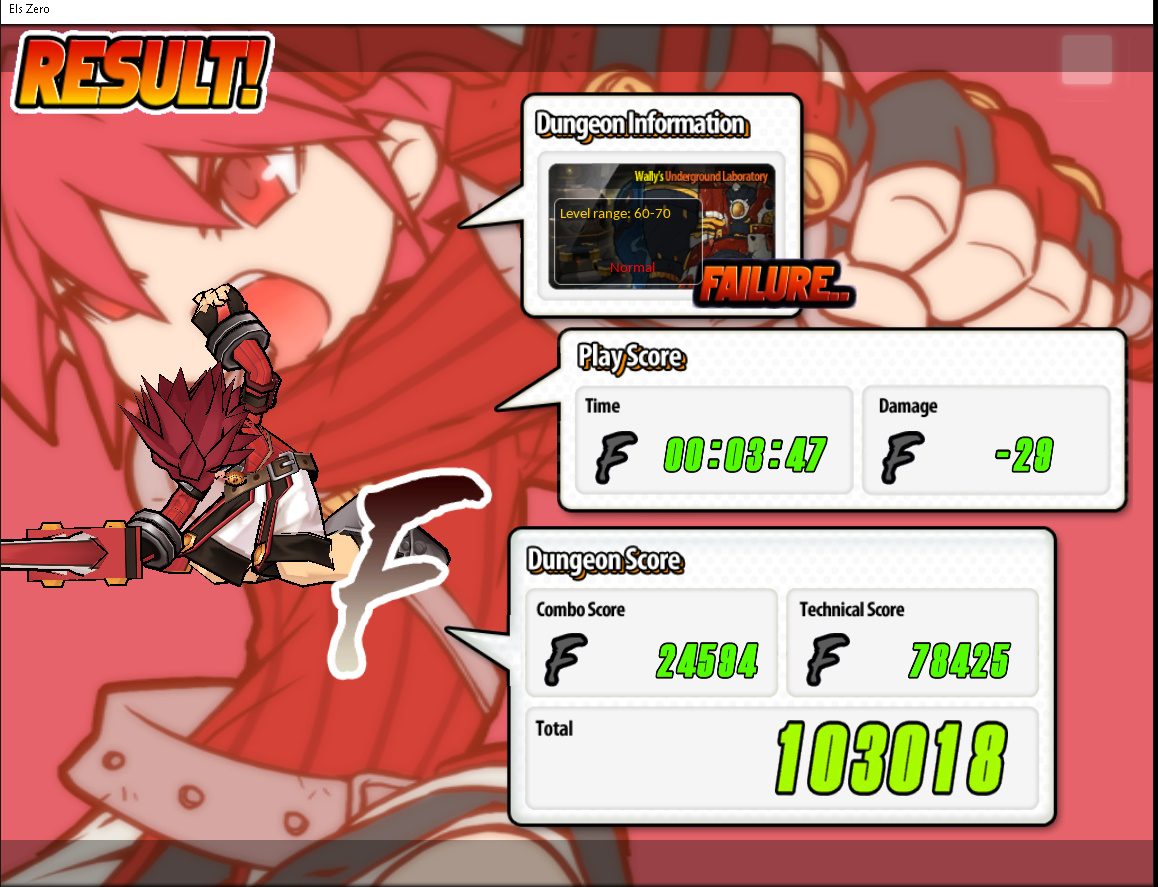 Els Zero
RESULT!
Dungeon Information
Wally's Underground Laboratory
Level range: 60-70
Normal
FAILURE..
Play Score
Time
Damage
F 00:03:47
F -29
F
Dungeon Score
Combo Score
Technical Score
F 24594
F 78425
Total
103018